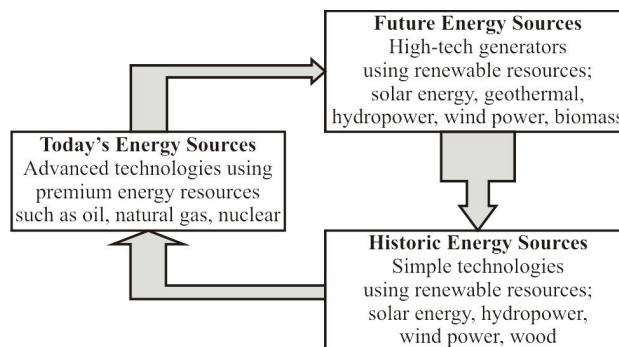 Future Energy Sources
High-tech generators
using renewable resources;
solar energy, geothermal,
hydropower, wind power, biomass
Today's Energy Sources
Advanced technologies using
premium energy resources
such as oil, natural gas, nuclear
Historic Energy Sources
Simple technologies
using renewable resources;
solar energy, hydropower,
wind power, wood